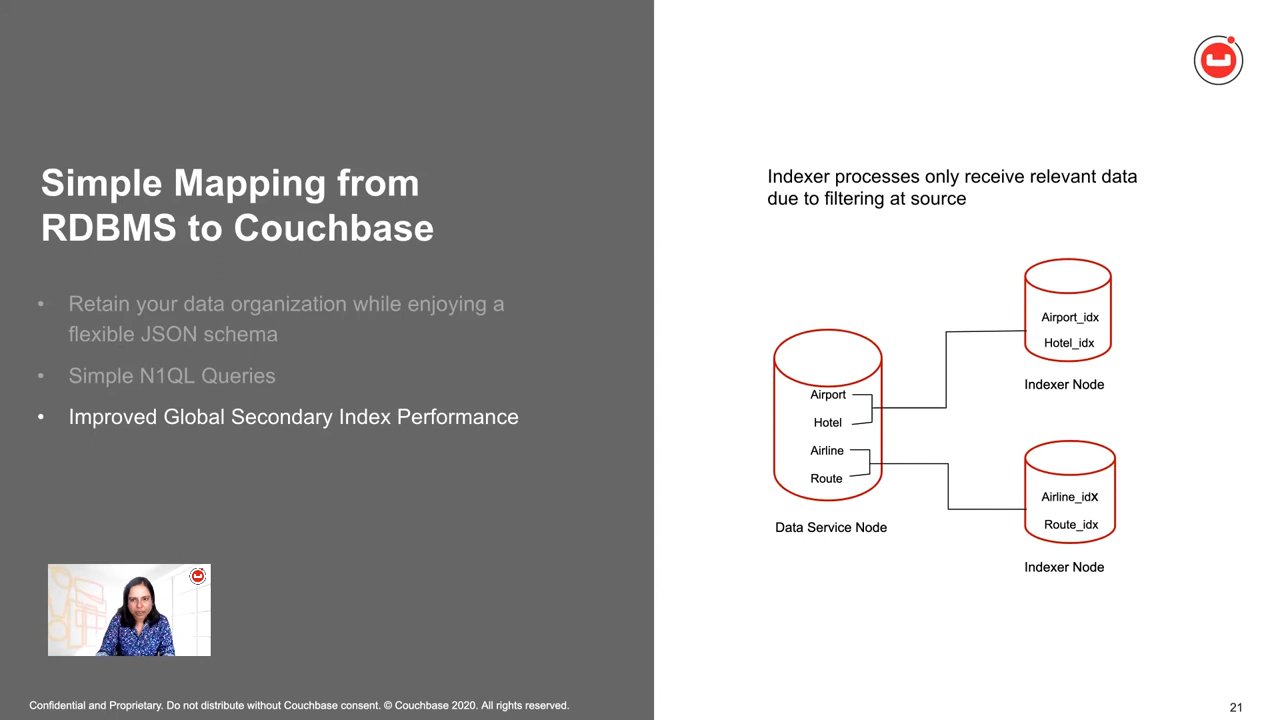 Simple Mapping from
RDBMS to Couchbase
• Retain your data organization while enjoying a
flexible JSON schema
• Simple N1QL Queries
• Improved Global Secondary Index Performance
Confidential and Proprietary. Do not distribute without Couchbase consent. © Couchbase 2020. All rights reserved.
Indexer processes only receive relevant data
due to filtering at source
Airport
Hotel
Airline
Route
Data Service Node
Airport_idx
Hotel_idx
Indexer Node
Airline_idx
Route_idx
Indexer Node
21